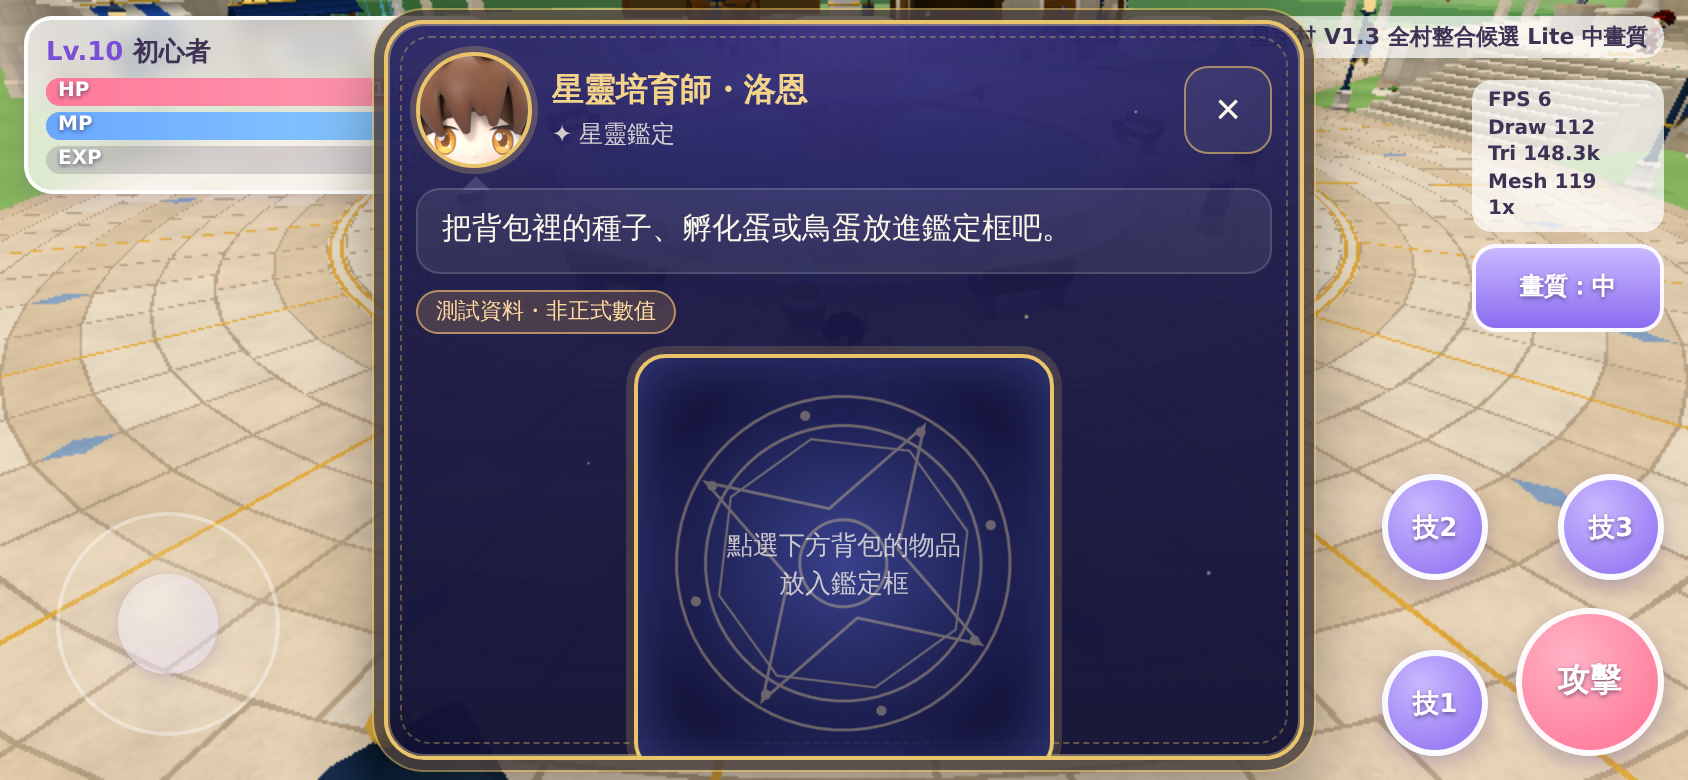 Lv.10 初心者
HP
MP
EXP
星靈培育師・洛恩
✦ 星靈鑑定
×
把背包裡的種子、孵化蛋或鳥蛋放進鑑定框吧。
測試資料・非正式數值
點選下方背包的物品
放入鑑定框
村 V1.3 全村整合候選 Lite 中畫質
FPS 6
Draw 112
Tri 148.3k
Mesh 119
1x
畫質：中
技2
技3
技1
攻擊